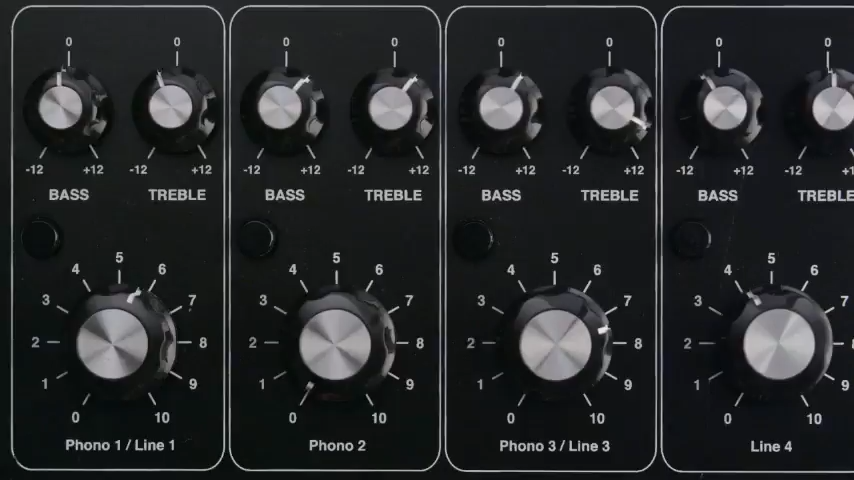 0 0 0 0 0 0 0 0
-12 +12 -12 +12 -12 +12 -12 +12 -12 +12 -12 +12 -12 +12 -12
BASS TREBLE BASS TREBLE BASS TREBLE BASS TREBLE
5 5 5 5
4 6 4 6 4 6 4 6
3 7 3 7 3 7 3 7
2 8 2 8 2 8 2 8
1 9 1 9 1 9 1 9
0 10 0 10 0 10 0 10
Phono 1 / Line 1 Phono 2 Phono 3 / Line 3 Line 4